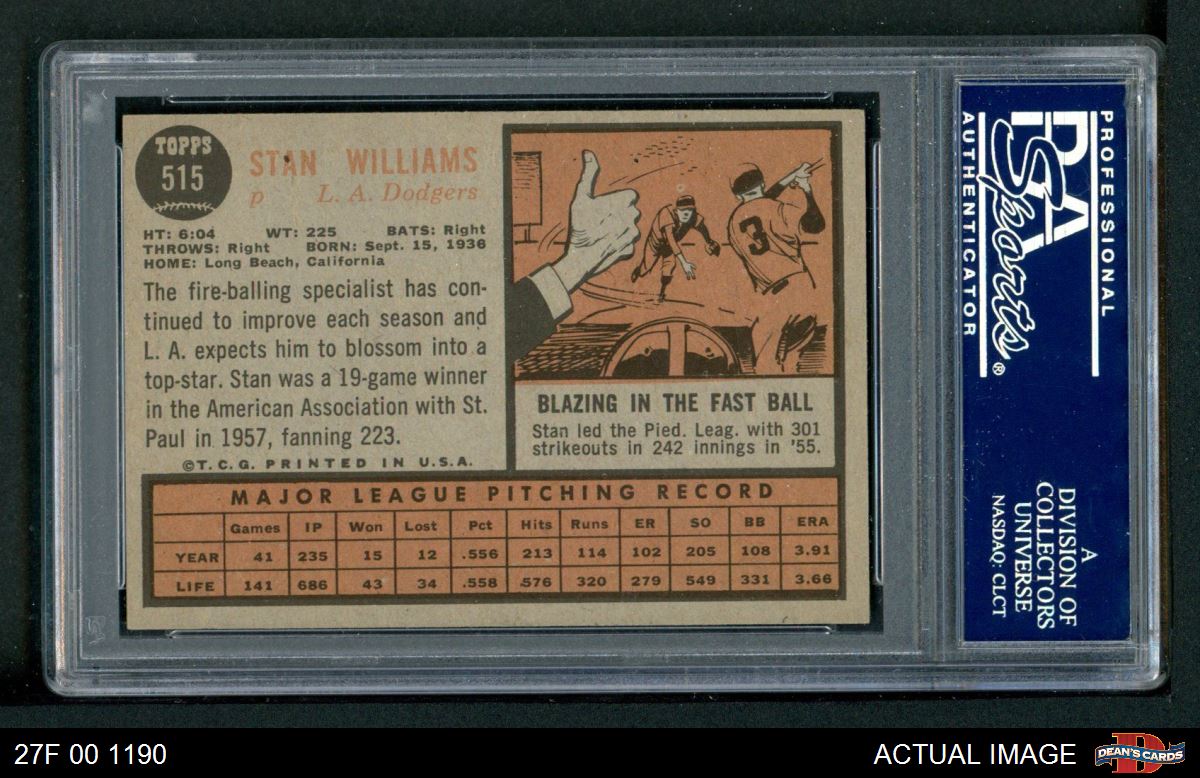 TOPPS
515
STAN WILLIAMS
p L. A. Dodgers
HT: 6:04 WT: 225 BATS: Right
THROWS: Right BORN: Sept. 15, 1936
HOME: Long Beach, California
The fire-balling specialist has con-
tinued to improve each season and
L. A. expects him to blossom into a
top-star. Stan was a 19-game winner
in the American Association with St.
Paul in 1957, fanning 223.
©T. C. G. PRINTED IN U.S.A.
3
BLAZING IN THE FAST BALL
Stan led the Pied. Leag. with 301
strikeouts in 242 innings in '55.
MAJOR LEAGUE PITCHING RECORD
Games IP Won Lost Pct Hits Runs ER SO BB ERA
YEAR 41 235 15 12 .556 213 114 102 205 108 3.91
LIFE 141 686 43 34 .558 576 320 279 549 331 3.66
PROFESSIONAL
PSA
Sports®
AUTHENTICATOR
A
DIVISION OF
COLLECTORS
UNIVERSE
NASDAQ: CLCT
27F 00 1190
ACTUAL IMAGE
DEAN'S CARDS